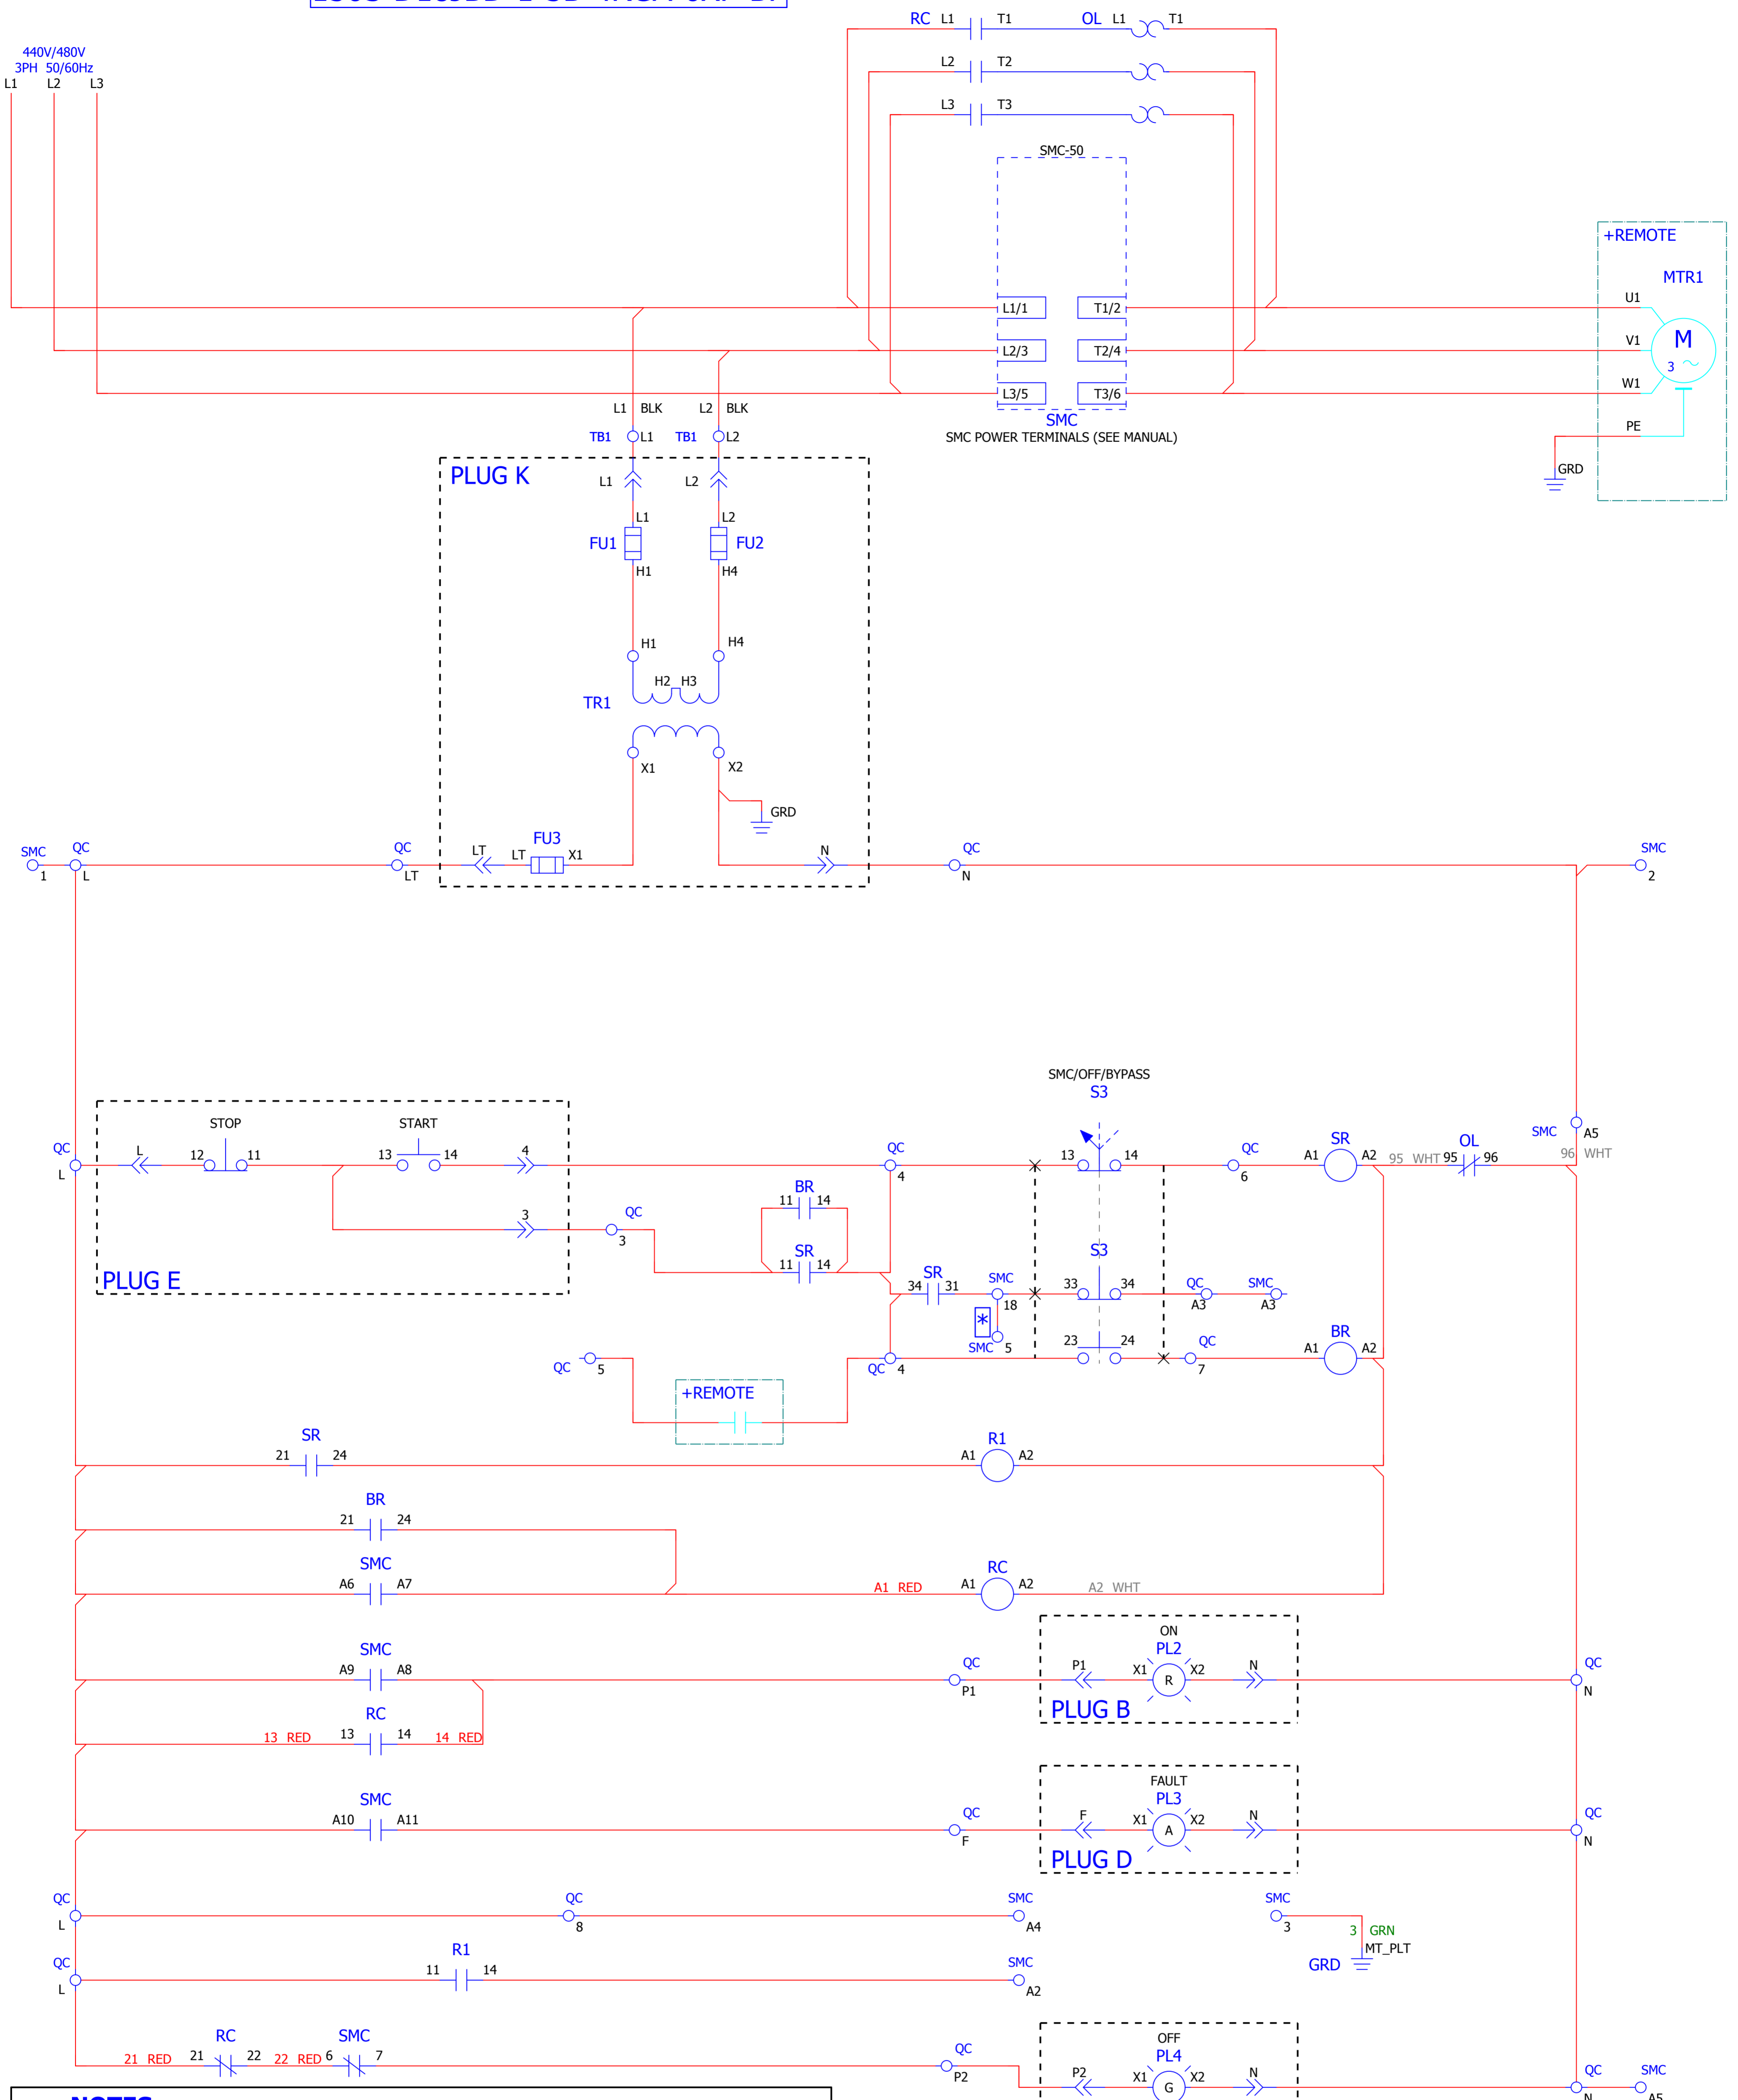 440V/480V
3PH 50/60Hz
L1 L2 L3
RC L1 T1 OL L1 T1
L2 T2
L3 T3
SMC-50
+REMOTE
MTR1
L1/1 T1/2 U1
L2/3 T2/4 V1 M
3
L3/5 T3/6 W1
SMC
SMC POWER TERMINALS (SEE MANUAL)
PE
GRD
L1 BLK L2 BLK
TB1 L1 TB1 L2
PLUG K
L1 L2
L1 L2
FU1 FU2
H1 H4
H1 H4
H2 H3
TR1
X1 X2
GRD
SMC QC QC LT LT FU3 X1 N QC SMC
1 L LT N 2
SMC/OFF/BYPASS
S3
STOP START
QC L 12 11 13 14 4 QC 13 14 QC SR OL SMC A5
L 4 6 A1 A2 95 WHT 95 96 96 WHT
BR
11 14
3 QC
3
SR
11 14
S3
PLUG E
SR
34 31 SMC 33 34 QC SMC
18 A3 A3
*
SMC 5 23 24 QC BR
QC 5 QC 4 7 A1 A2
+REMOTE
SR R1
21 24 A1 A2
BR
21 24
SMC RC
A6 A7 A1 RED A1 A2 A2 WHT
ON
SMC PL2
A9 A8 QC P1 X1 R X2 N QC
P1 N
PLUG B
RC
13 RED 13 14 14 RED
FAULT
SMC PL3
A10 A11 QC F X1 A X2 N QC
F N
PLUG D
QC QC SMC SMC
L 8 A4 3
3 GRN
MT_PLT
GRD
QC R1 SMC
L 11 14 A2
OFF
RC SMC PL4
21 RED 21 22 22 RED 6 7 QC P2 X1 G X2 N QC SMC
P2 N A5